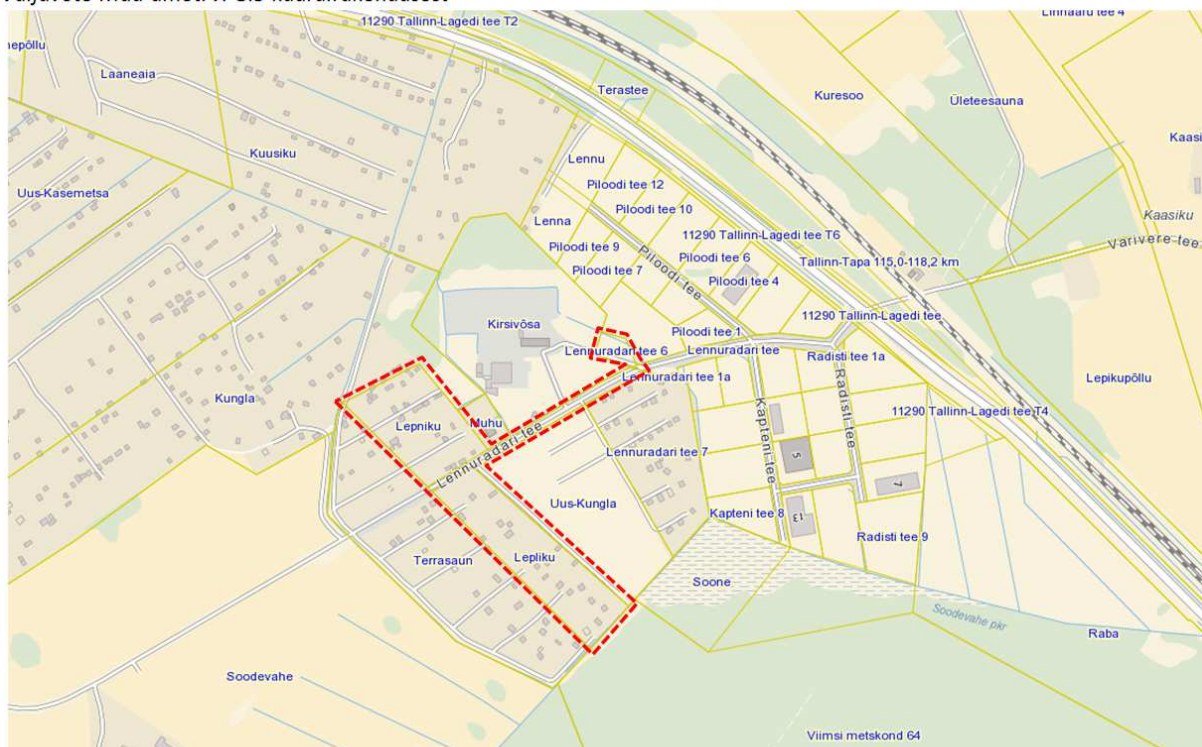 11290 Tallinn-Lagedi tee T2
Linnaaru tee 4
Laaneaia
Kuresoo
Terastee
Ületeesauna
Kuusiku
Lennu
Uus-Kasemetsa
Piloodi tee 12
Piloodi tee 10
Kaasiku
Lenna
11290 Tallinn-Lagedi tee T6
Varivere tee
Piloodi tee 9
Piloodi tee 6
Tallinn-Tapa 115,0-118,2 km
Piloodi tee 7
Piloodi tee
Piloodi tee 4
11290 Tallinn-Lagedi tee
Kirsivõsa
Piloodi tee 1
Lennuradari tee 6
Lennuradari tee
Radisti tee 1a
Lennuradari tee 1a
Lepikupõllu
Kungla
Lepniku
Muhu
Kapteni tee
Radisti tee
11290 Tallinn-Lagedi tee T4
Lennuradari tee
Lennuradari tee 7
5
7
Uus-Kungla
Kapteni tee 8
13
Radisti tee 9
Terrasaun
Lepliku
Soone
Soodevahe pkr
Raba
Soodevahe
Viimsi metskond 64